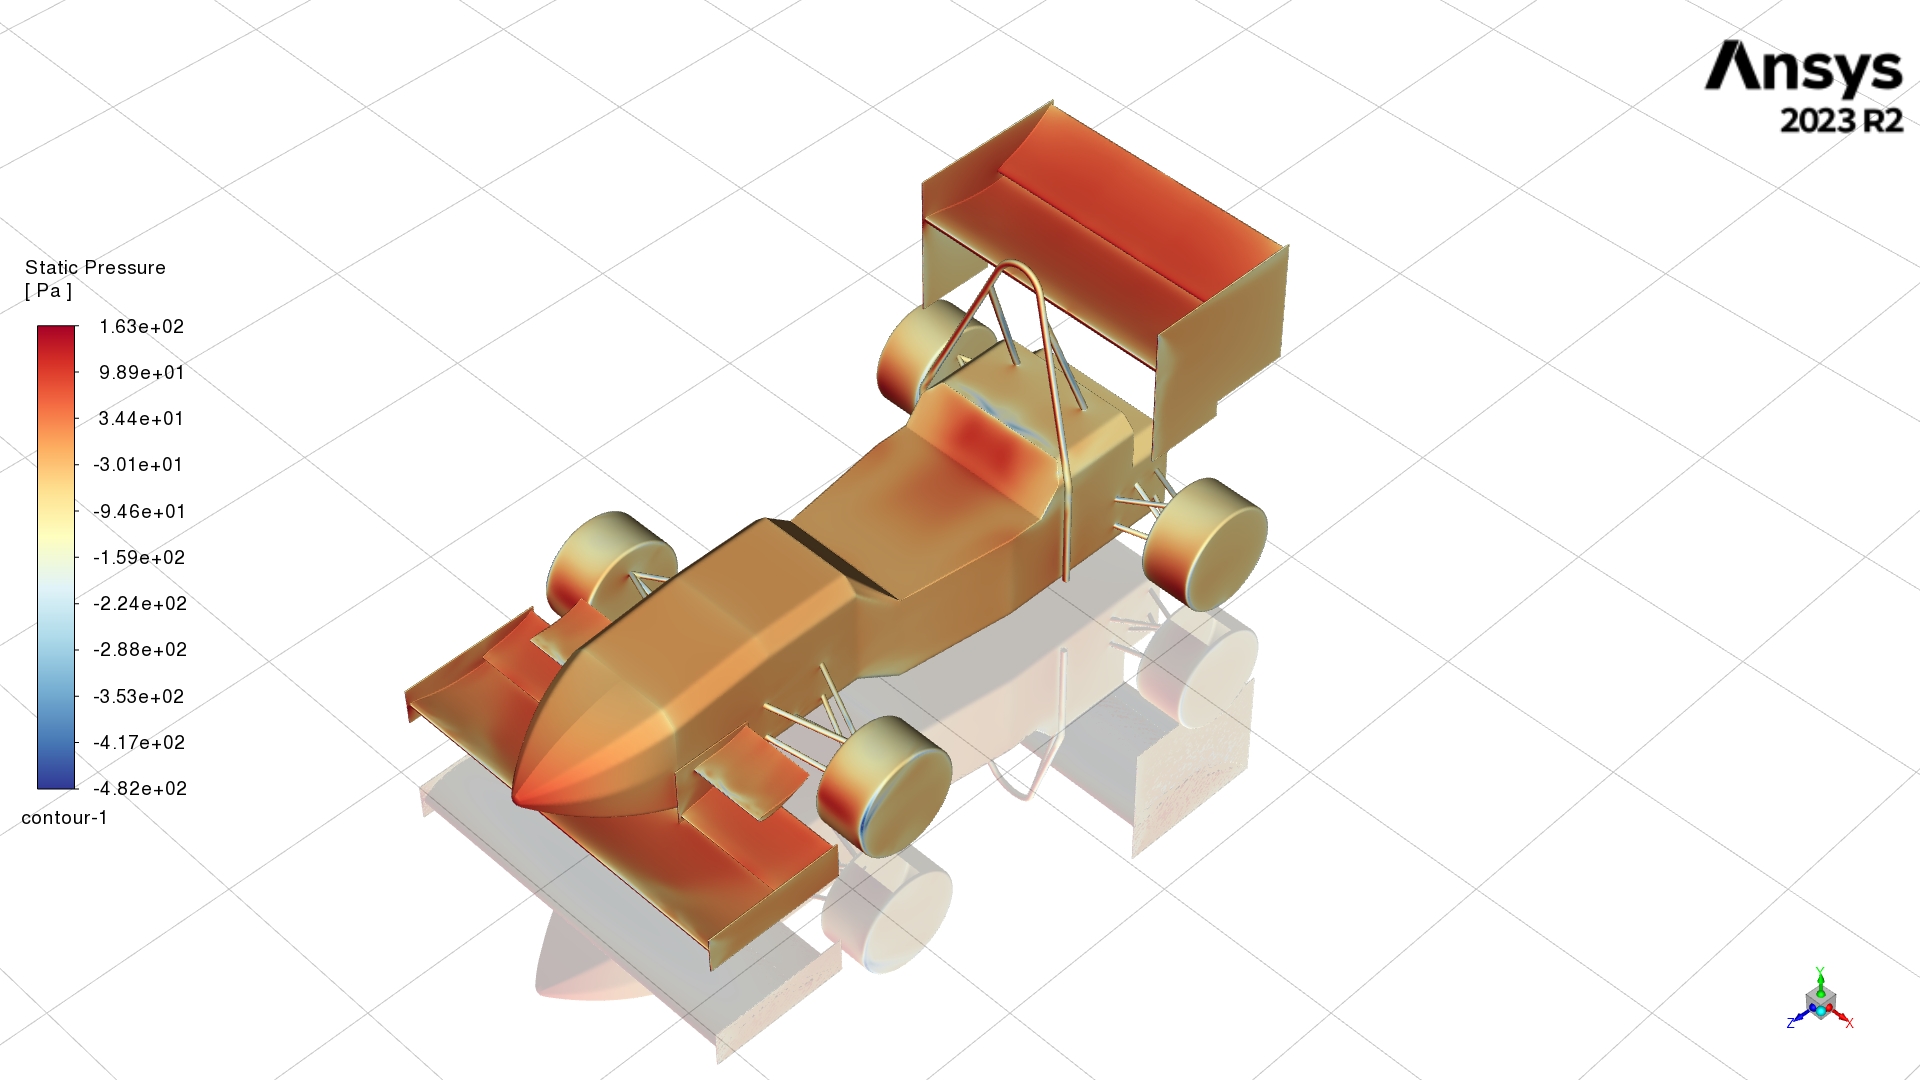 Ansys
2023 R2
Static Pressure
[ Pa ]
1.63e+02
9.89e+01
3.44e+01
-3.01e+01
-9.46e+01
-1.59e+02
-2.24e+02
-2.88e+02
-3.53e+02
-4.17e+02
-4.82e+02
contour-1
Y
Z
X